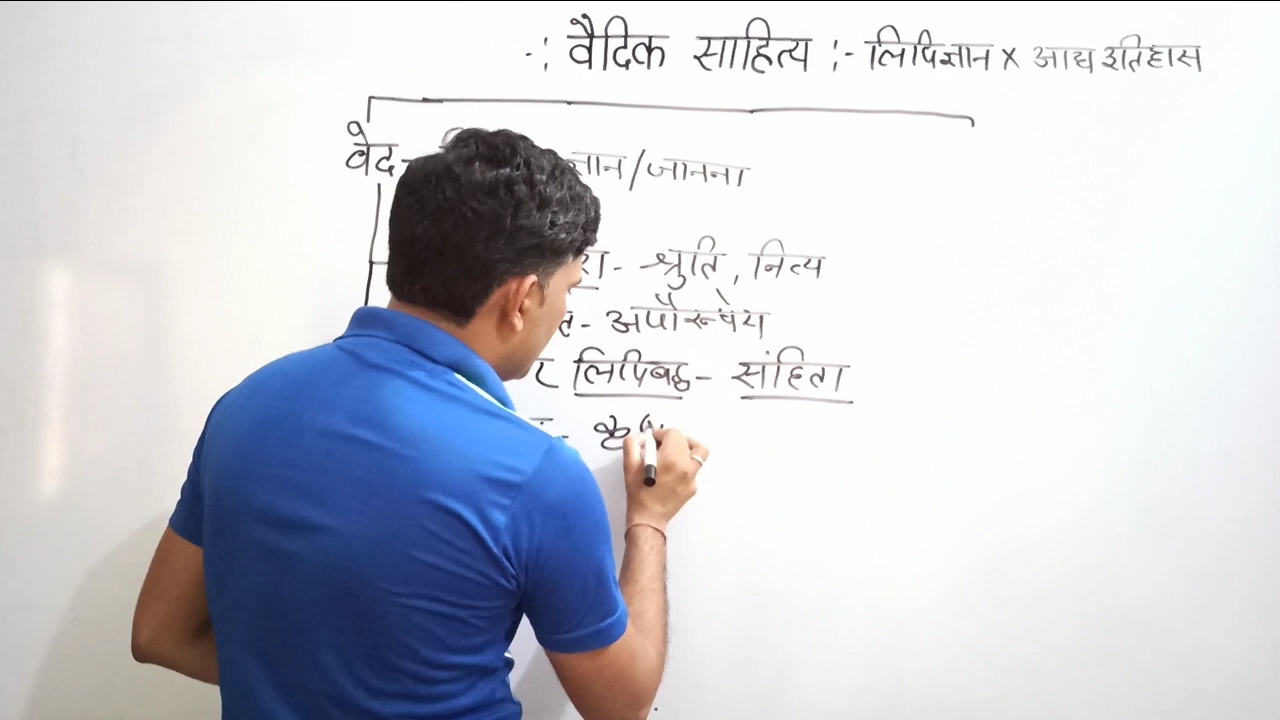 -: वैदिक साहित्य :- लिपिज्ञान x आद्य इतिहास
वेद- ज्ञान/जानना
रा- श्रुति, नित्य
त- अपौरूषेय
र लिपिबद्ध- संहिता
कृ